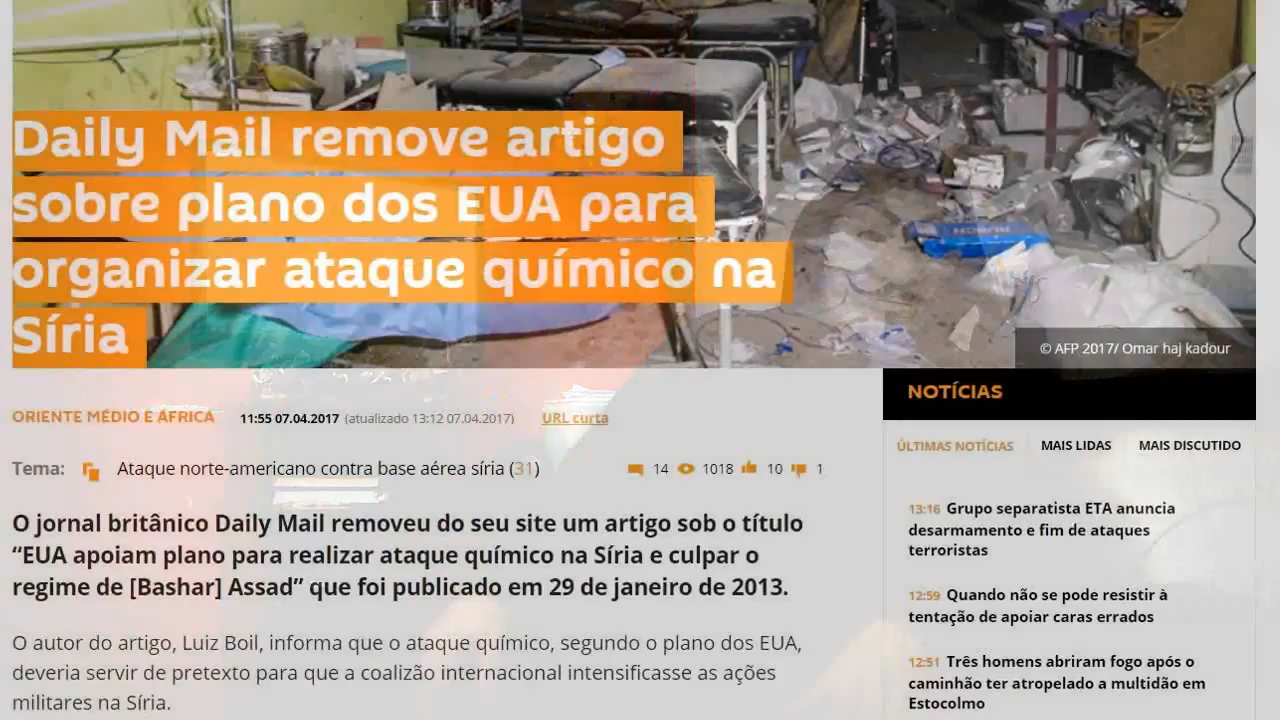 Daily Mail remove artigo
sobre plano dos EUA para
organizar ataque químico na
Síria
© AFP 2017/ Omar haj kadour
ORIENTE MÉDIO E ÁFRICA 11:55 07.04.2017 (atualizado 13:12 07.04.2017) URL curta
Tema: Ataque norte-americano contra base aérea síria (31) 14 1018 10 1
O jornal britânico Daily Mail removeu do seu site um artigo sob o título
“EUA apoiam plano para realizar ataque químico na Síria e culpar o
regime de [Bashar] Assad” que foi publicado em 29 de janeiro de 2013.
O autor do artigo, Luiz Boil, informa que o ataque químico, segundo o plano dos EUA,
deveria servir de pretexto para que a coalizão internacional intensificasse as ações
militares na Síria.
NOTÍCIAS
ÚLTIMAS NOTÍCIAS MAIS LIDAS MAIS DISCUTIDO
13:16 Grupo separatista ETA anuncia
desarmamento e fim de ataques
terroristas
12:59 Quando não se pode resistir à
tentação de apoiar caras errados
12:51 Três homens abriram fogo após o
caminhão ter atropelado a multidão em
Estocolmo